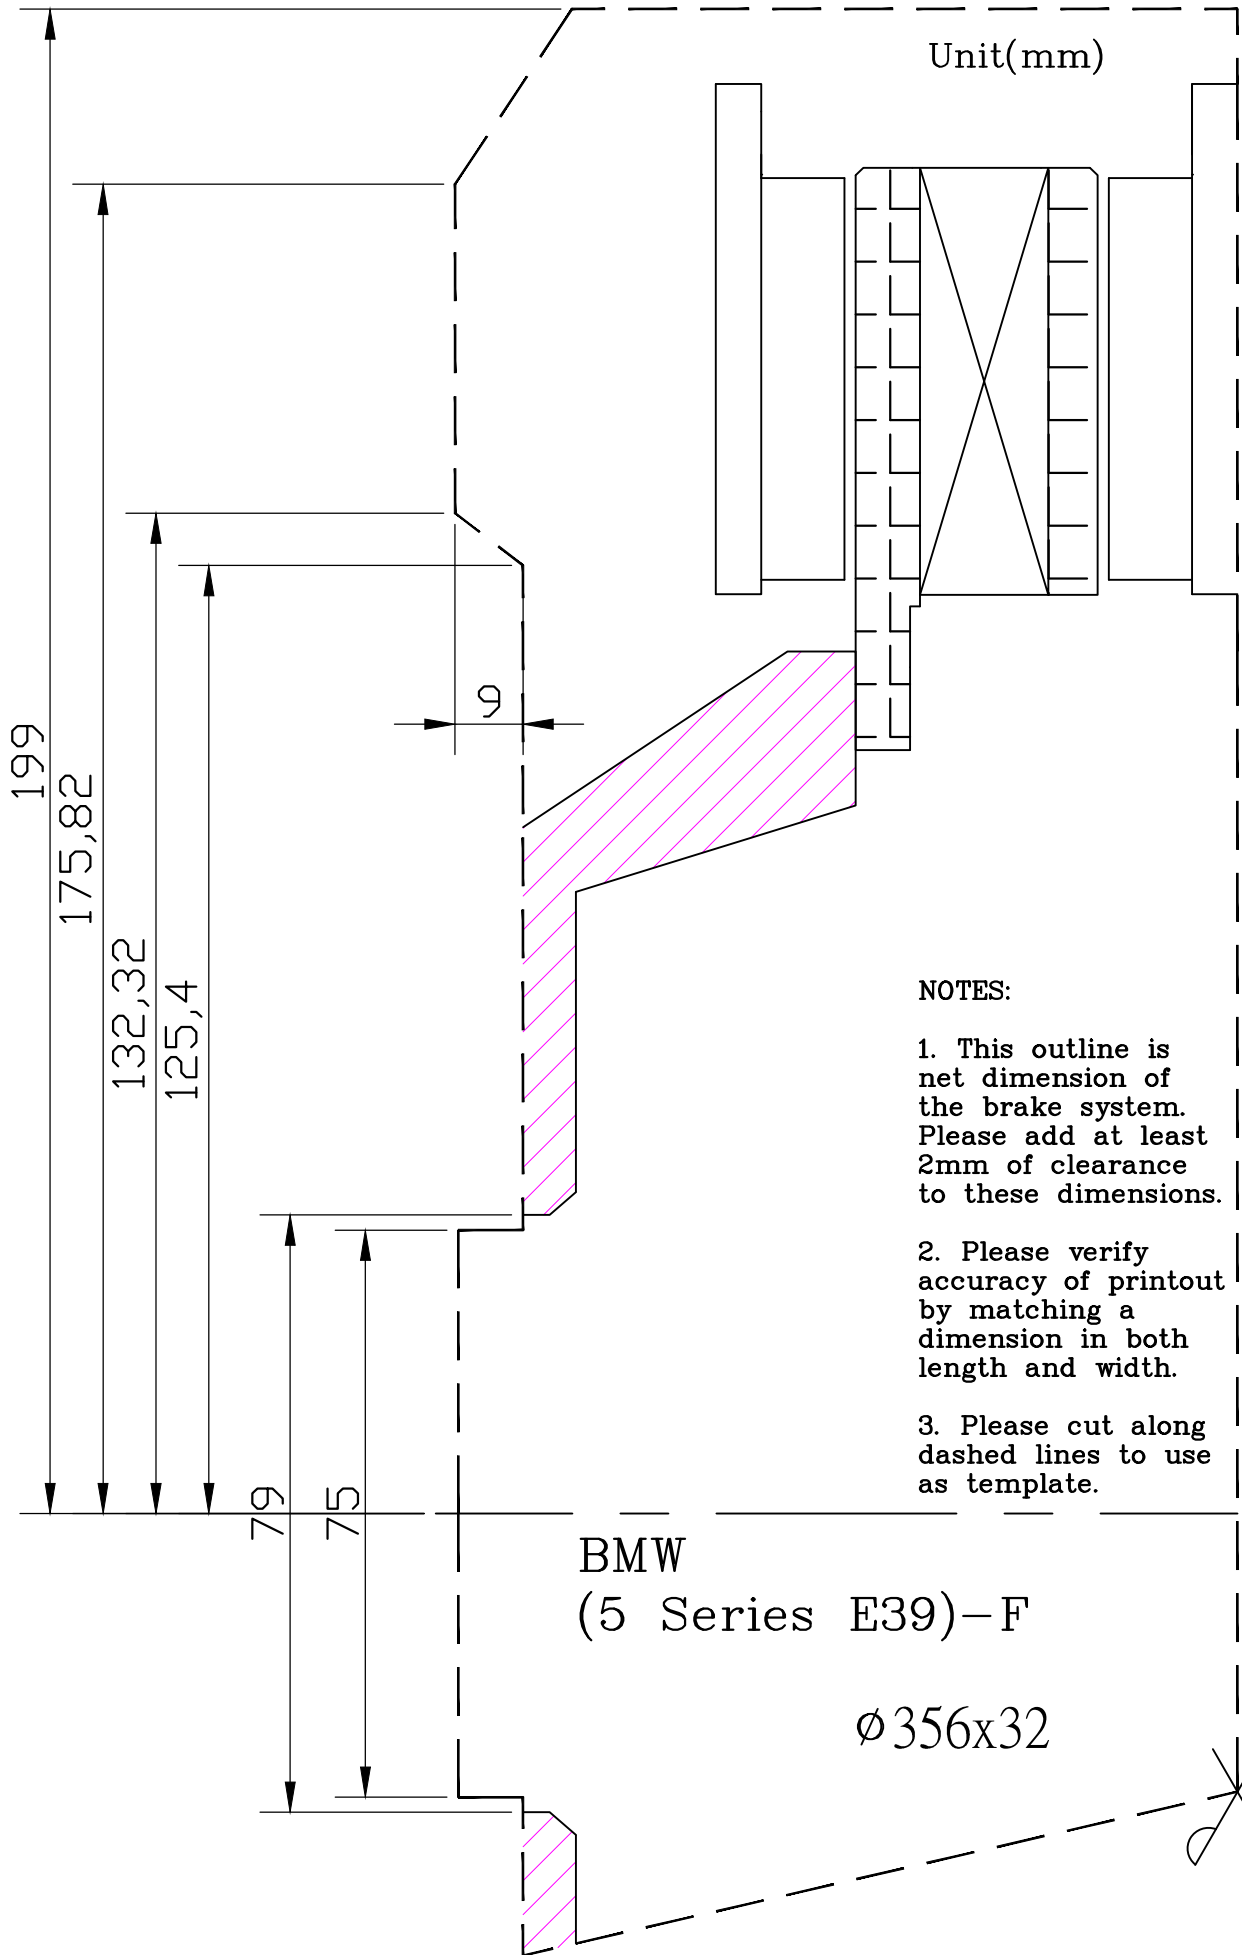 Unit(mm)
199
175,82
132,32
125,4
9
79
75
NOTES:
1. This outline is
net dimension of
the brake system.
Please add at least
2mm of clearance
to these dimensions.
2. Please verify
accuracy of printout
by matching a
dimension in both
length and width.
3. Please cut along
dashed lines to use
as template.
BMW
(5 Series E39)-F
⌀356x32